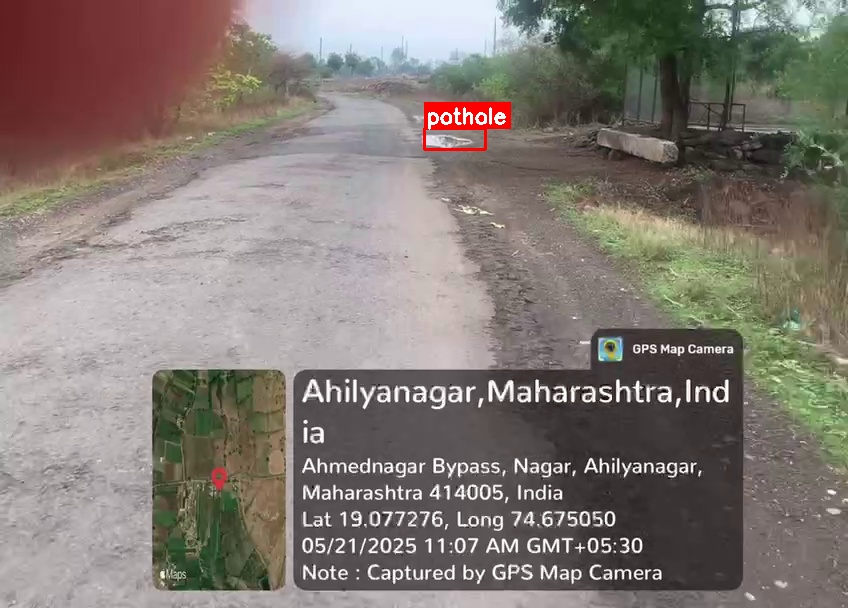 pothole
GPS Map Camera
Ahilyanagar,Maharashtra,Ind
ia
Ahmednagar Bypass, Nagar, Ahilyanagar,
Maharashtra 414005, India
Lat 19.077276, Long 74.675050
05/21/2025 11:07 AM GMT+05:30
Note : Captured by GPS Map Camera
Maps